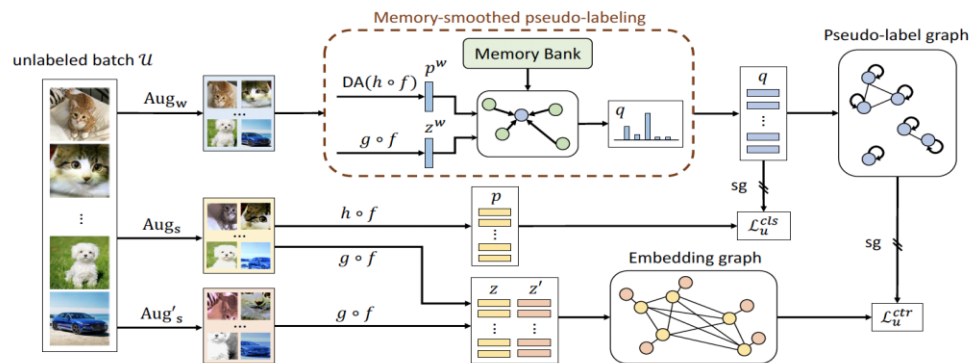 Memory-smoothed pseudo-labeling
Pseudo-label graph
unlabeled batch 𝒰
Memory Bank
Aug_w
DA(h ∘ f)
p^w
g ∘ f
z^w
q
q
⋮
sg
sg
Aug_s
h ∘ f
p
⋮
ℒ_u^{cls}
g ∘ f
Embedding graph
Aug'_s
g ∘ f
z z′
⋮ ⋮
ℒ_u^{ctr}